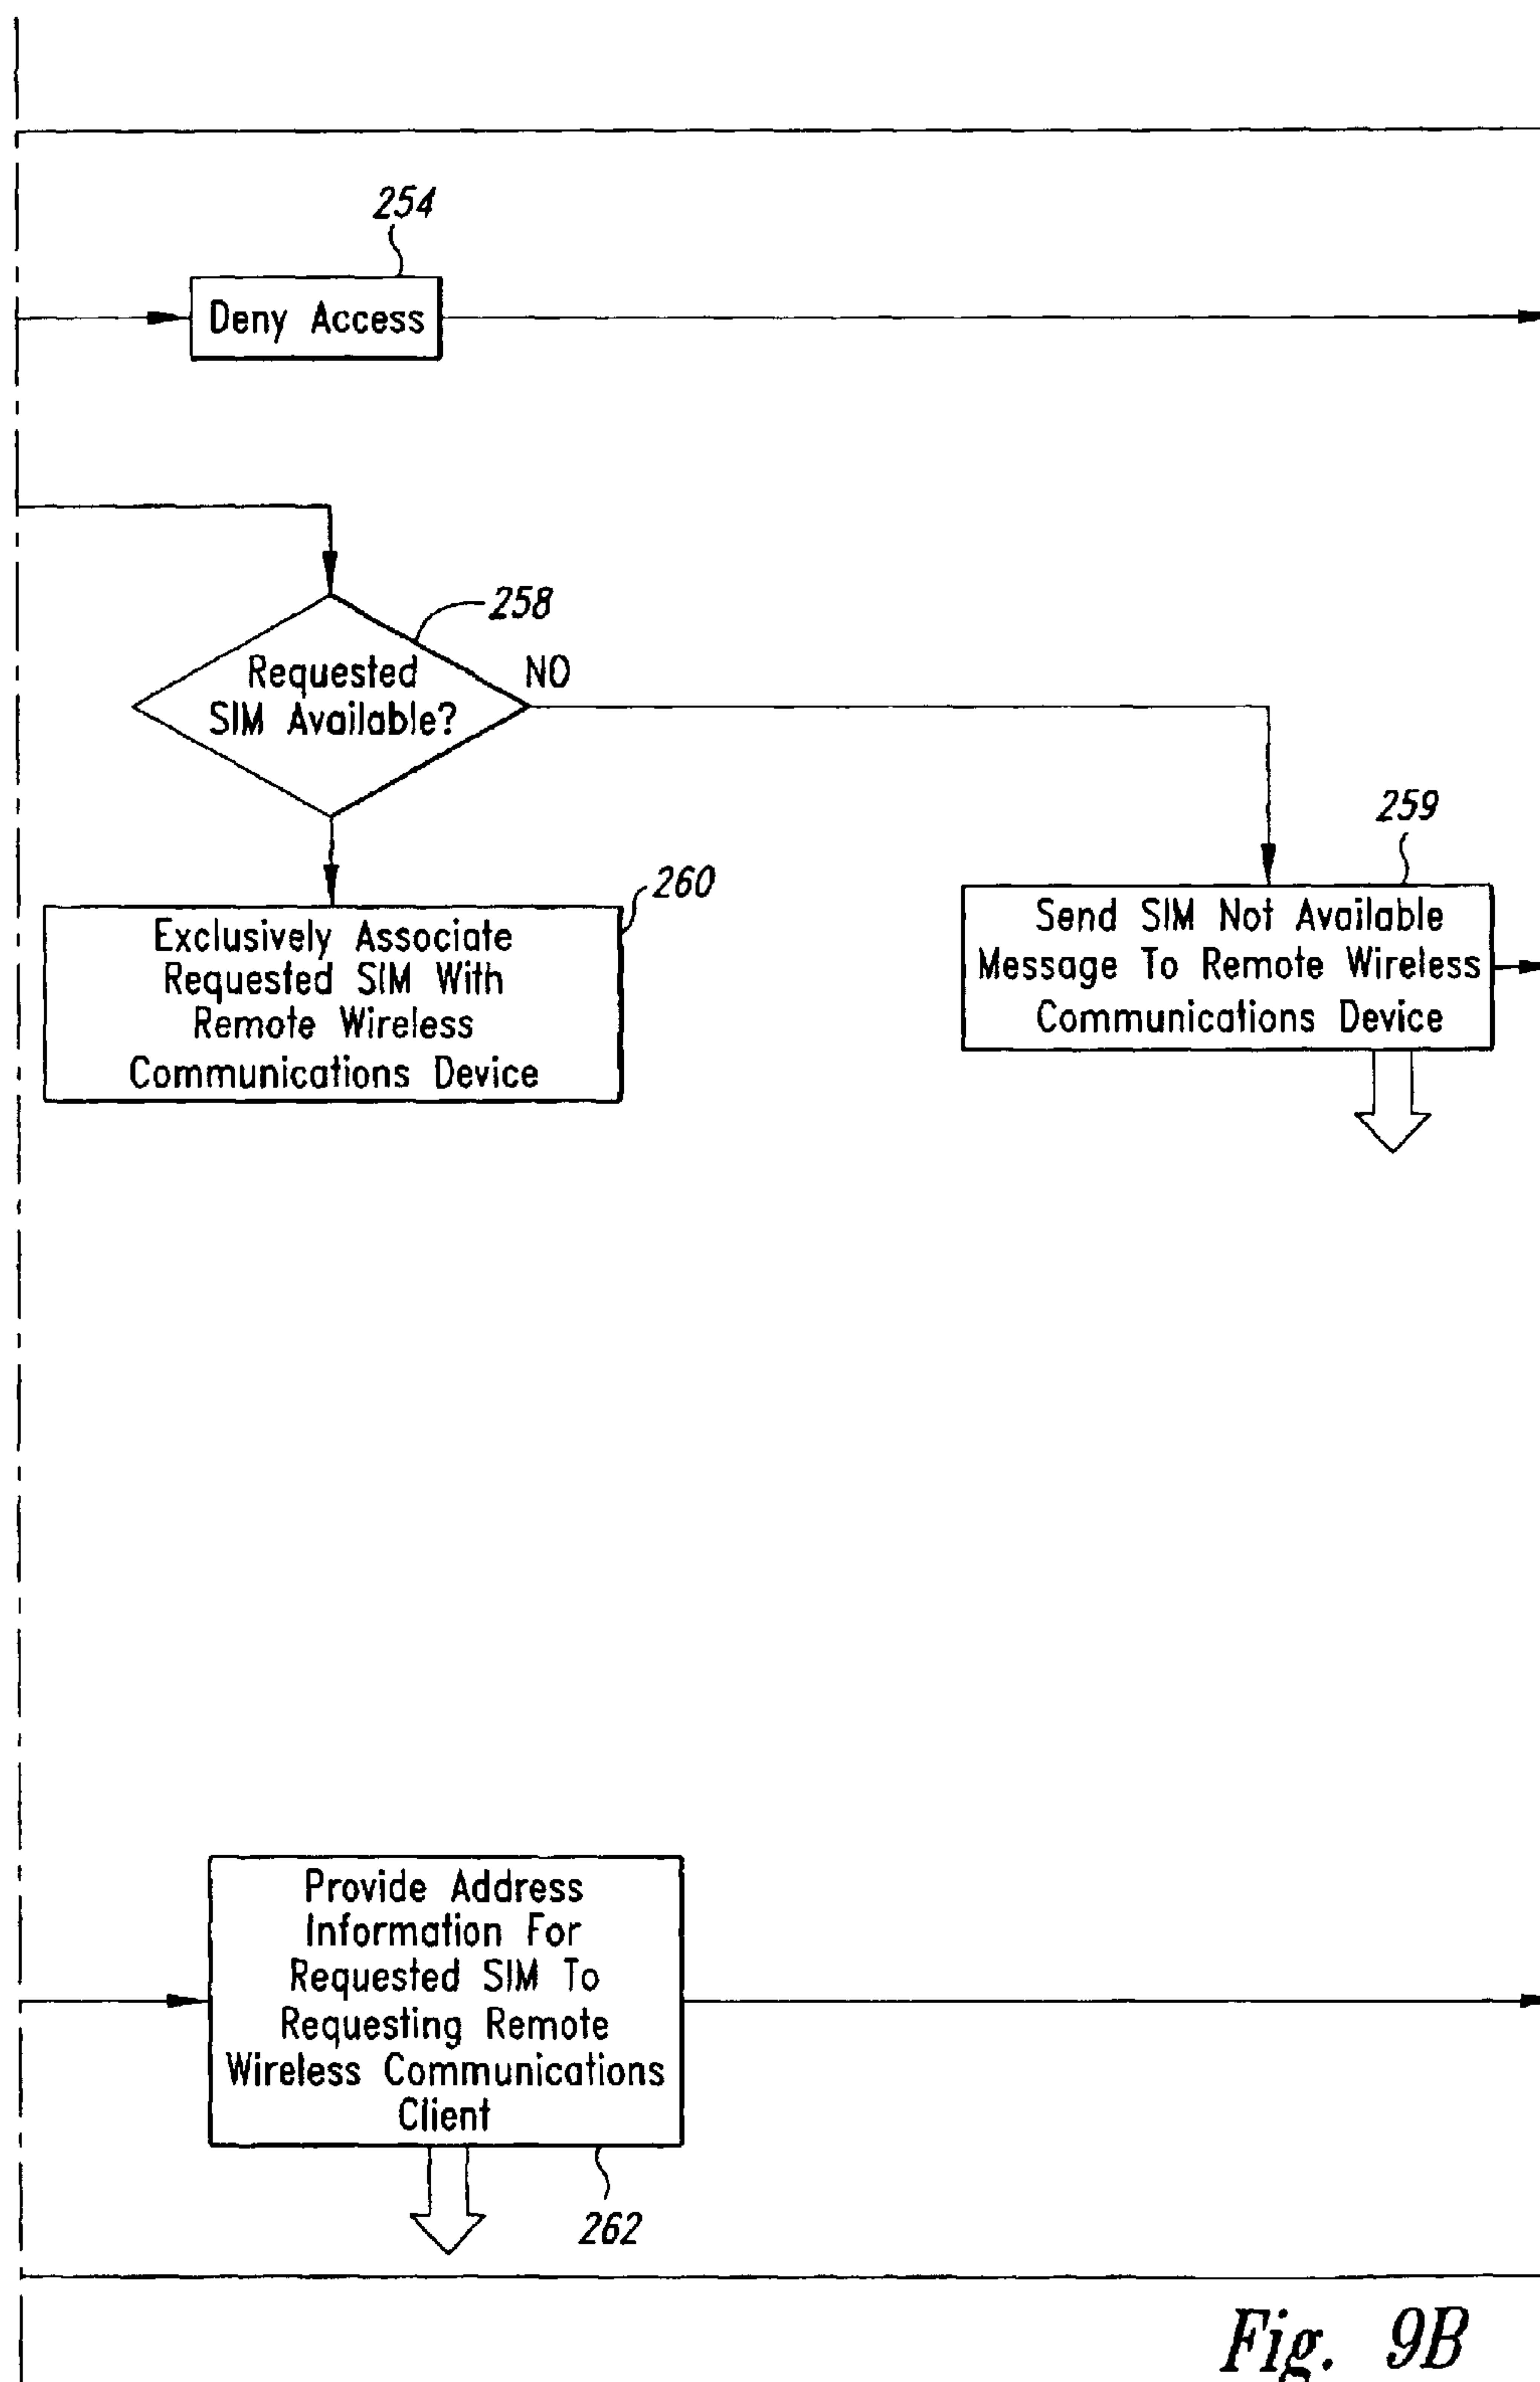 254
Deny Access
258
Requested
SIM Available?
NO
259
260
Exclusively Associate
Requested SIM With
Remote Wireless
Communications Device
Send SIM Not Available
Message To Remote Wireless
Communications Device
Provide Address
Information For
Requested SIM To
Requesting Remote
Wireless Communications
Client
262
Fig. 9B